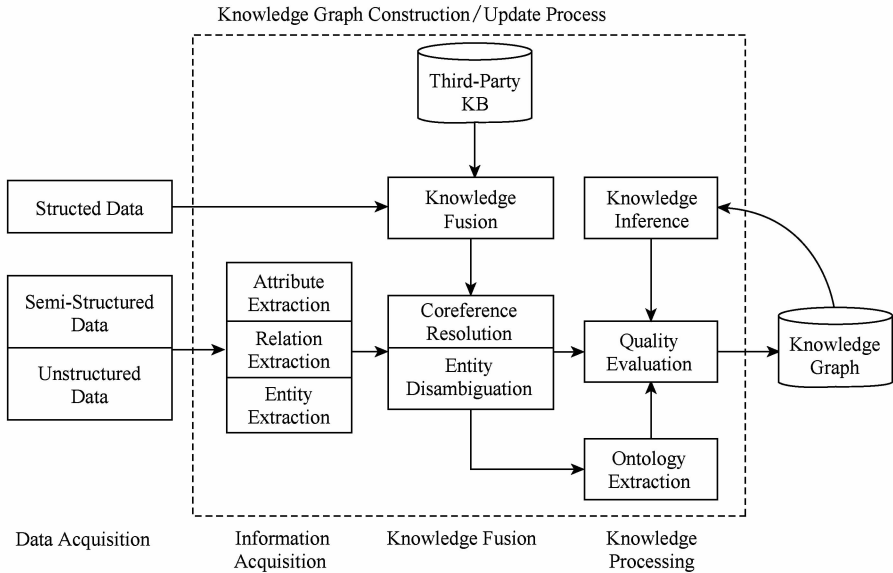 Knowledge Graph Construction/Update Process
Third-Party
KB
Structed Data
Knowledge
Fusion
Knowledge
Inference
Semi-Structured
Data
Unstructured
Data
Attribute
Extraction
Relation
Extraction
Entity
Extraction
Coreference
Resolution
Entity
Disambiguation
Quality
Evaluation
Knowledge
Graph
Ontology
Extraction
Data Acquisition
Information
Acquisition
Knowledge Fusion
Knowledge
Processing